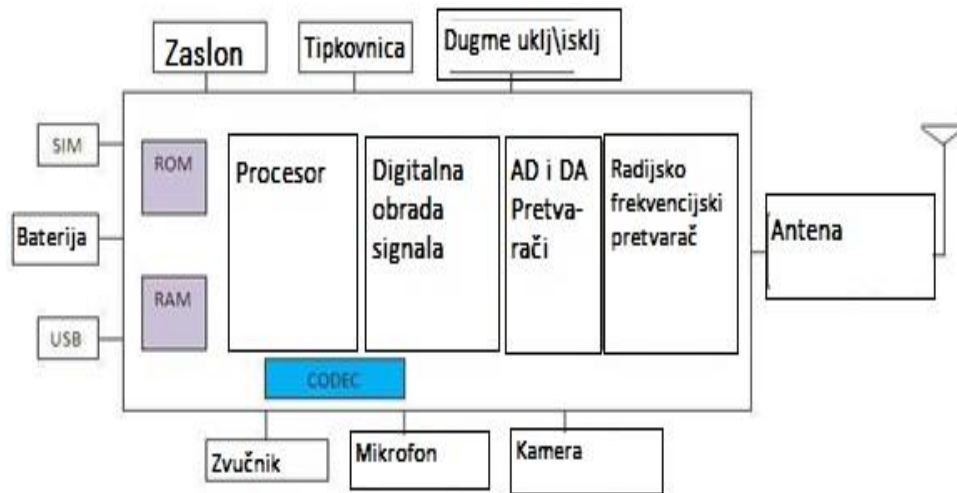 Zaslon
Tipkovnica
Dugme uklj\isklj
SIM
Baterija
USB
ROM
RAM
Procesor
Digitalna
obrada
signala
AD i DA
Pretva-
rači
Radijsko
frekvencijski
pretvarač
Antena
CODEC
Zvučnik
Mikrofon
Kamera